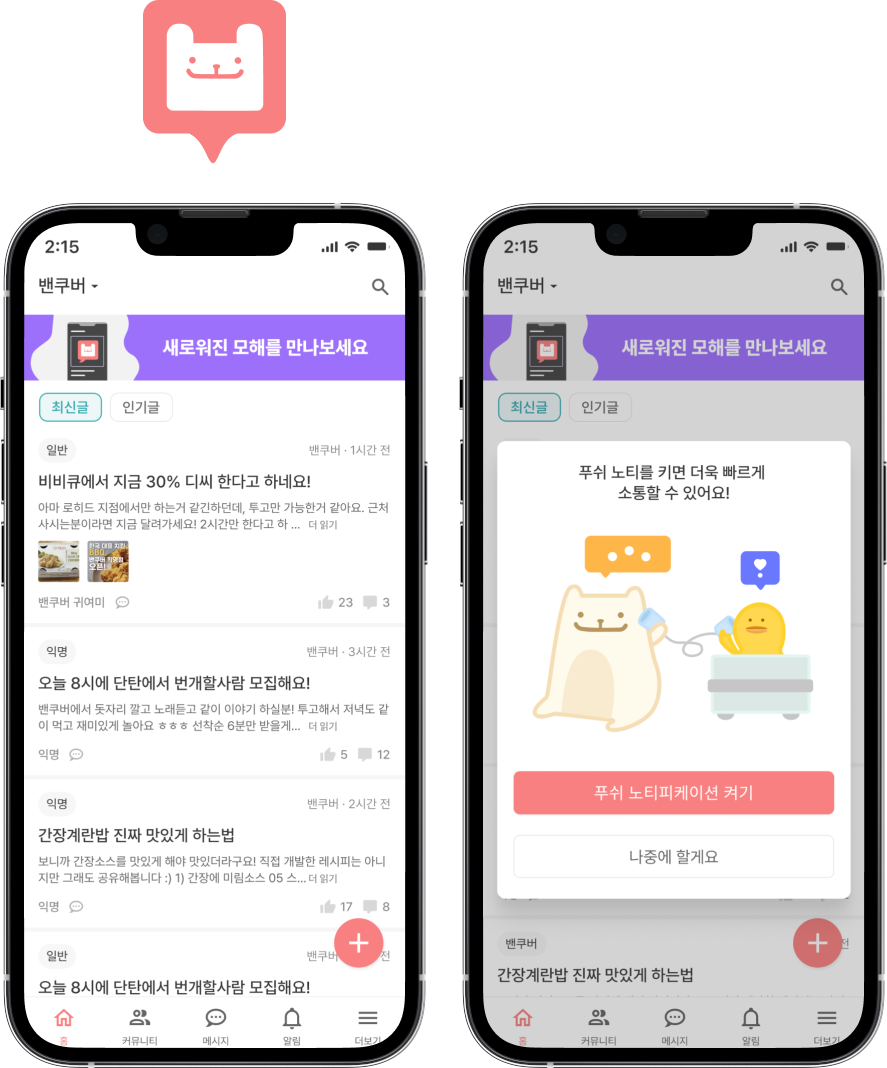 2:15
밴쿠버
새로워진 모해를 만나보세요
최신글
인기글
일반
밴쿠버 · 1시간 전
비비큐에서 지금 30% 디씨 한다고 하네요!
아마 로히드 지점에서만 하는거 같긴하던데, 투고만 가능한거 같아요. 근처
사시는분이라면 지금 달려가세요! 2시간만 한다고 하 ... 더 읽기
한국 대표 치킨
BBQ
밴쿠버
오픈!
밴쿠버 귀여미
23
3
익명
밴쿠버 · 3시간 전
오늘 8시에 단탄에서 번개할사람 모집해요!
밴쿠버에서 돗자리 깔고 노래듣고 같이 이야기 하실분! 투고해서 저녁도 같
이 먹고 재미있게 놀아요 ㅎㅎㅎ 선착순 6분만 받을게... 더 읽기
익명
5
12
익명
밴쿠버 · 2시간 전
간장계란밥 진짜 맛있게 하는법
보니까 간장소스를 맛있게 해야 맛있더라구요! 직접 개발한 레시피는 아니
지만 그래도 공유해봅니다 :) 1) 간장에 미림소스 05 스... 더 읽기
익명
17
8
일반
밴쿠버
전
오늘 8시에 단탄에서 번개할사람 모집해요!
홈
커뮤니티
메시지
알림
더보기
2:15
밴쿠버
새로워진 모해를 만나보세요
최신글
인기글
푸쉬 노티를 키면 더욱 빠르게
소통할 수 있어요!
푸쉬 노티피케이션 켜기
나중에 할게요
밴쿠버
전
간장계란밥 진짜 맛있게 하는법
홈
커뮤니티
메시지
알림
더보기